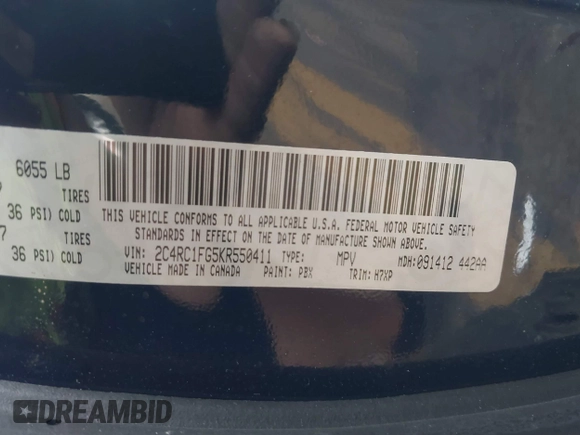 6055 LB
TIRES
36 PSI) COLD
7 TIRES
36 PSI) COLD
THIS VEHICLE CONFORMS TO ALL APPLICABLE U.S.A. FEDERAL MOTOR VEHICLE SAFETY
STANDARDS IN EFFECT ON THE DATE OF MANUFACTURE SHOWN ABOVE.
VIN: 2C4RC1FG5KR550411 TYPE: MPV MDH:091412 442AA
VEHICLE MADE IN CANADA PAINT: PBX TRIM: H7XP
DREAMBID